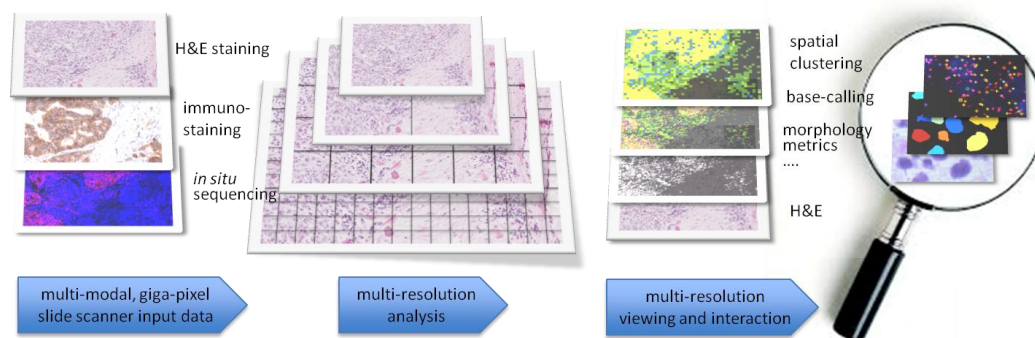 H&E staining
immuno-
staining
in situ
sequencing
spatial
clustering
base-calling
morphology
metrics
....
H&E
multi-modal, giga-pixel
slide scanner input data
multi-resolution
analysis
multi-resolution
viewing and interaction